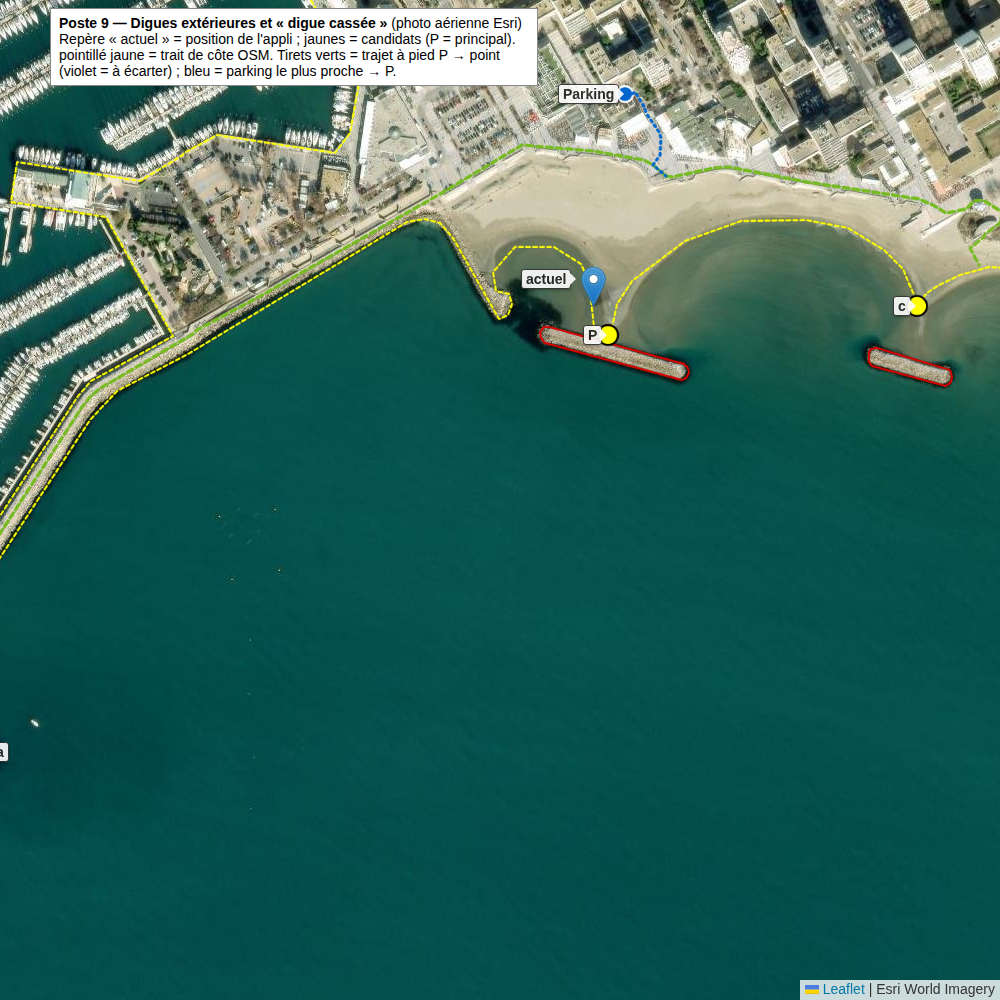 Poste 9 — Digues extérieures et « digue cassée » (photo aérienne Esri)
Repère « actuel » = position de l'appli ; jaunes = candidats (P = principal).
pointillé jaune = trait de côte OSM. Tirets verts = trajet à pied P → point
(violet = à écarter) ; bleu = parking le plus proche → P.
Parking
actuel
c
P
a
Leaflet | Esri World Imagery